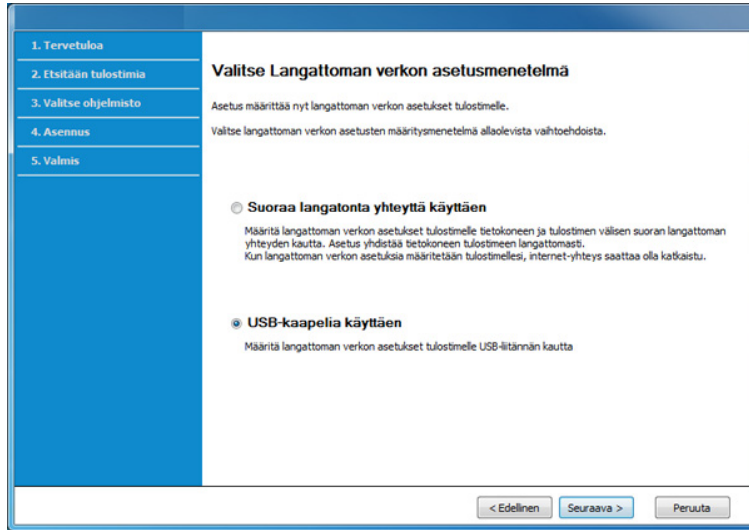 1. Tervetuloa
2. Etsitään tulostimia
3. Valitse ohjelmisto
4. Asennus
5. Valmis
Valitse Langattoman verkon asetusmenetelmä
Asetus määrittää nyt langattoman verkon asetukset tulostimelle.
Valitse langattoman verkon asetusten määritysmenetelmä allaolevista vaihtoehdoista.
Suoraa langatonta yhteyttä käyttäen
Määritä langattoman verkon asetukset tulostimelle tietokoneen ja tulostimen välisen suoran langattoman
yhteyden kautta. Asetus yhdistää tietokoneen tulostimeen langattomasti.
Kun langattoman verkon asetuksia määritetään tulostimellesi, internet-yhteys saattaa olla katkaistu.
USB-kaapelia käyttäen
Määritä langattoman verkon asetukset tulostimelle USB-liitännän kautta
< Edellinen
Seuraava >
Peruuta